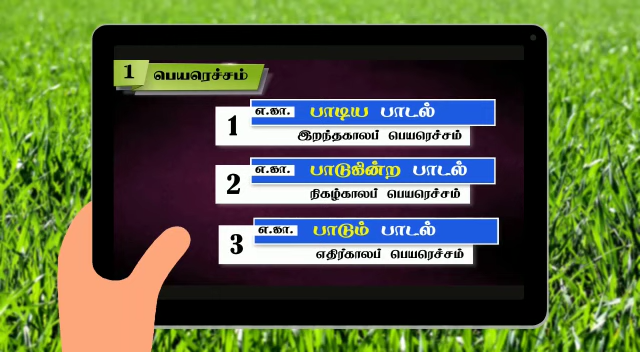 1 பெயரெச்சம்
1 எ.கா. பாடிய பாடல்
இறந்தகாலப் பெயரெச்சம்
2 எ.கா. பாடுகின்ற பாடல்
நிகழ்காலப் பெயரெச்சம்
3 எ.கா. பாடும் பாடல்
எதிர்காலப் பெயரெச்சம்